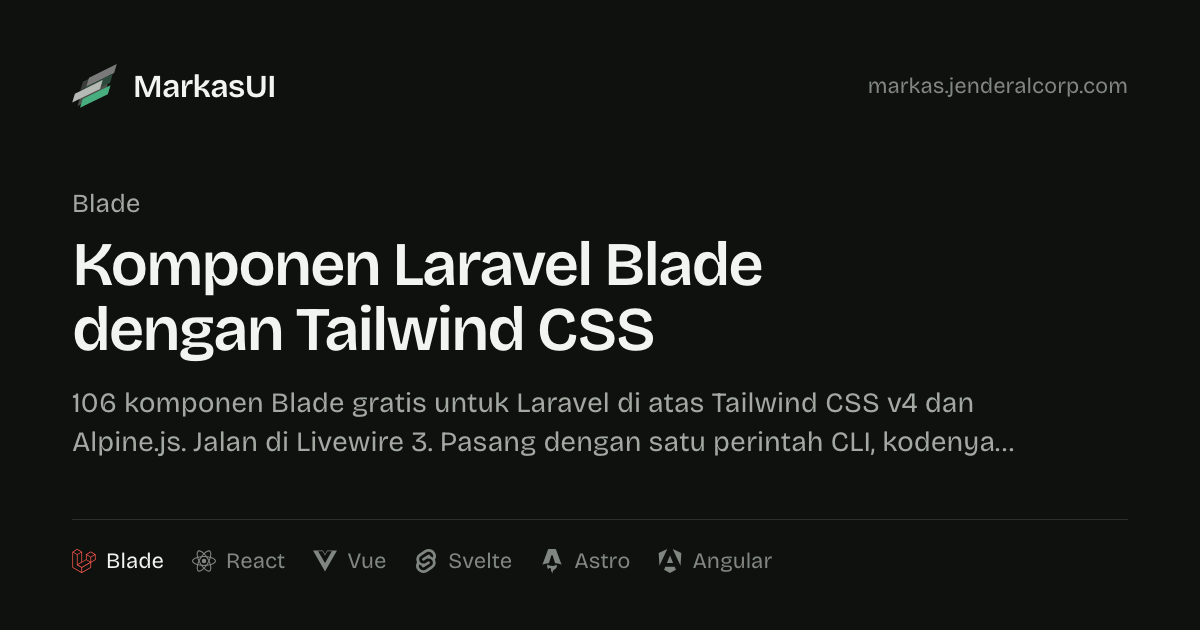 MarkasUI
markas.jenderalcorp.com
Blade
Komponen Laravel Blade
dengan Tailwind CSS
106 komponen Blade gratis untuk Laravel di atas Tailwind CSS v4 dan
Alpine.js. Jalan di Livewire 3. Pasang dengan satu perintah CLI, kodenya...
Blade React Vue Svelte Astro Angular